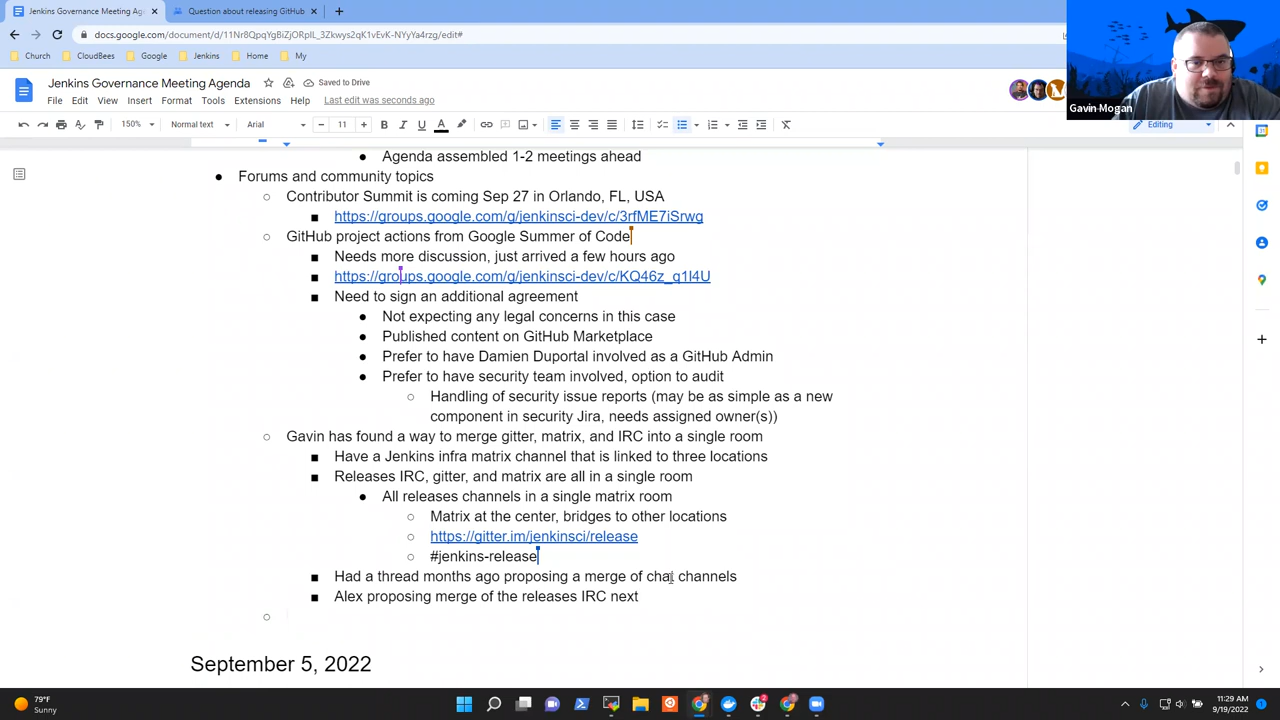 Jenkins Governance Meeting Age
Question about releasing GitHub
docs.google.com/document/d/11Nr8QpqYgBiZjORpIL_3Zkwys2qK1vEvK-NYyYa4rzg/edit#
Church
CloudBees
Google
Jenkins
Home
My
Gavin Mogan
Jenkins Governance Meeting Agenda
Saved to Drive
File Edit View Insert Format Tools Extensions Help Last edit was seconds ago
150% Normal text Arial 11 Editing
Agenda assembled 1-2 meetings ahead
Forums and community topics
Contributor Summit is coming Sep 27 in Orlando, FL, USA
https://groups.google.com/g/jenkinsci-dev/c/3rfME7iSrwg
GitHub project actions from Google Summer of Code
Needs more discussion, just arrived a few hours ago
https://groups.google.com/g/jenkinsci-dev/c/KQ46z_q1I4U
Need to sign an additional agreement
Not expecting any legal concerns in this case
Published content on GitHub Marketplace
Prefer to have Damien Duportal involved as a GitHub Admin
Prefer to have security team involved, option to audit
Handling of security issue reports (may be as simple as a new
component in security Jira, needs assigned owner(s))
Gavin has found a way to merge gitter, matrix, and IRC into a single room
Have a Jenkins infra matrix channel that is linked to three locations
Releases IRC, gitter, and matrix are all in a single room
All releases channels in a single matrix room
Matrix at the center, bridges to other locations
https://gitter.im/jenkinsci/release
#jenkins-release
Had a thread months ago proposing a merge of chat channels
Alex proposing merge of the releases IRC next
September 5, 2022
79°F
Sunny
11:29 AM
9/19/2022